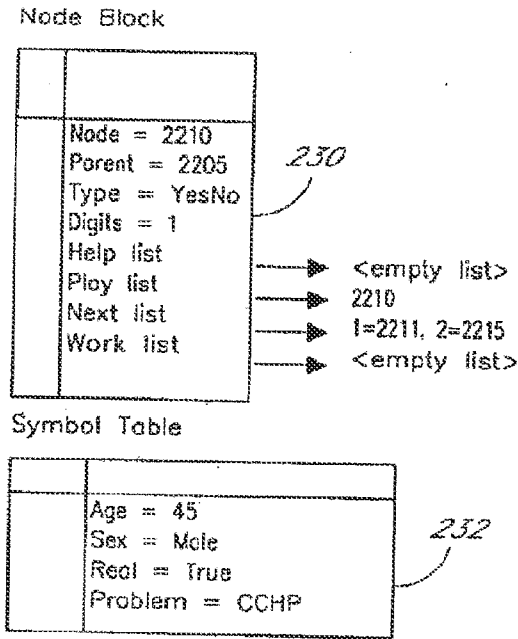 Node Block
Node = 2210
Parent = 2205
Type = YesNo
Digits = 1
Help list
Play list
Next list
Work list
230
<empty list>
2210
1=2211, 2=2215
<empty list>
Symbol Table
Age = 45
Sex = Male
Real = True
Problem = CCHP
232